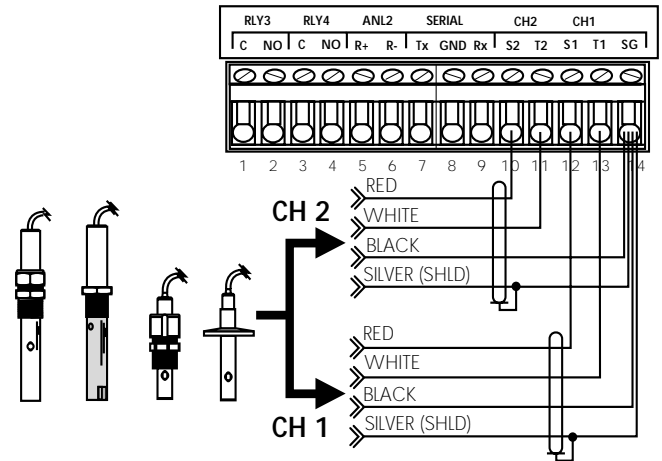 RLY3 RLY4 ANL2 SERIAL CH2 CH1
C NO C NO R+ R- Tx GND Rx S2 T2 S1 T1 SG
1 2 3 4 5 6 7 8 9 10 11 12 13 14
RED
CH 2
WHITE
BLACK
SILVER (SHLD)
RED
WHITE
BLACK
CH 1
SILVER (SHLD)